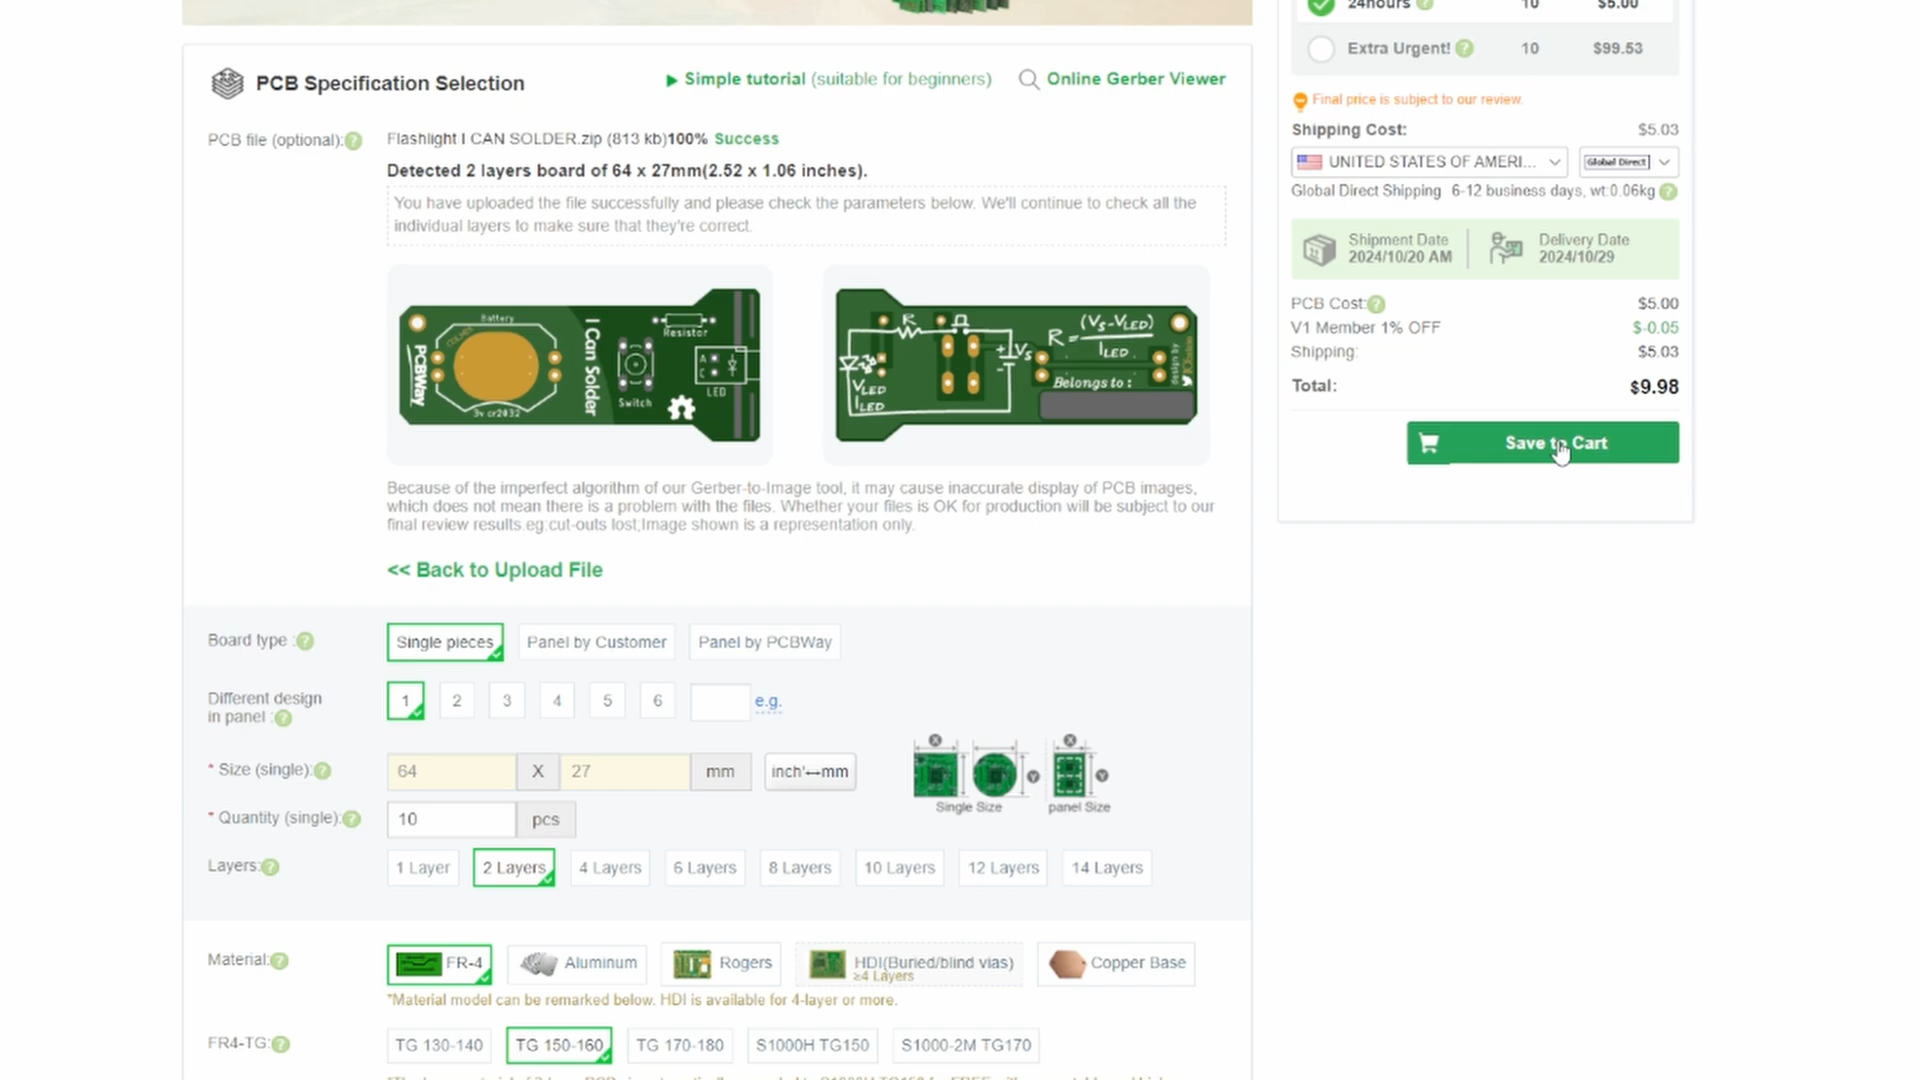 24hours 10 $5.00
Extra Urgent! ? 10 $99.53
PCB Specification Selection
Simple tutorial (suitable for beginners)
Online Gerber Viewer
Final price is subject to our review.
Shipping Cost: $5.03
UNITED STATES OF AMERI... Global Direct
Global Direct Shipping 6-12 business days, wt:0.06kg ?
Shipment Date
2024/10/20 AM
Delivery Date
2024/10/29
PCB Cost:? $5.00
V1 Member 1% OFF $-0.05
Shipping: $5.03
Total: $9.98
Save to Cart
PCB file (optional):?
Flashlight I CAN SOLDER.zip (813 kb)100% Success
Detected 2 layers board of 64 x 27mm(2.52 x 1.06 inches).
You have uploaded the file successfully and please check the parameters below. We'll continue to check all the
individual layers to make sure that they're correct.
PCBWay
Battery
3v cr2032
I Can Solder
Resistor
Switch
A
C
LED
R
VLED
ILED
+
-
Vs
R = (Vs-VLED)
ILED
Belongs to :
design by
Because of the imperfect algorithm of our Gerber-to-Image tool, it may cause inaccurate display of PCB images,
which does not mean there is a problem with the files. Whether your files is OK for production will be subject to our
final review results.eg:cut-outs lost;Image shown is a representation only.
<< Back to Upload File
Board type :? Single pieces Panel by Customer Panel by PCBWay
Different design
in panel :? 1 2 3 4 5 6 e.g.
* Size (single):? 64 X 27 mm inch'↔mm
X Y X Y
Single Size panel Size
* Quantity (single):? 10 pcs
Layers:? 1 Layer 2 Layers 4 Layers 6 Layers 8 Layers 10 Layers 12 Layers 14 Layers
Material:? FR-4 Aluminum Rogers HDI(Buried/blind vias) Copper Base
≥4 Layers
*Material model can be remarked below. HDI is available for 4-layer or more.
FR4-TG:? TG 130-140 TG 150-160 TG 170-180 S1000H TG150 S1000-2M TG170